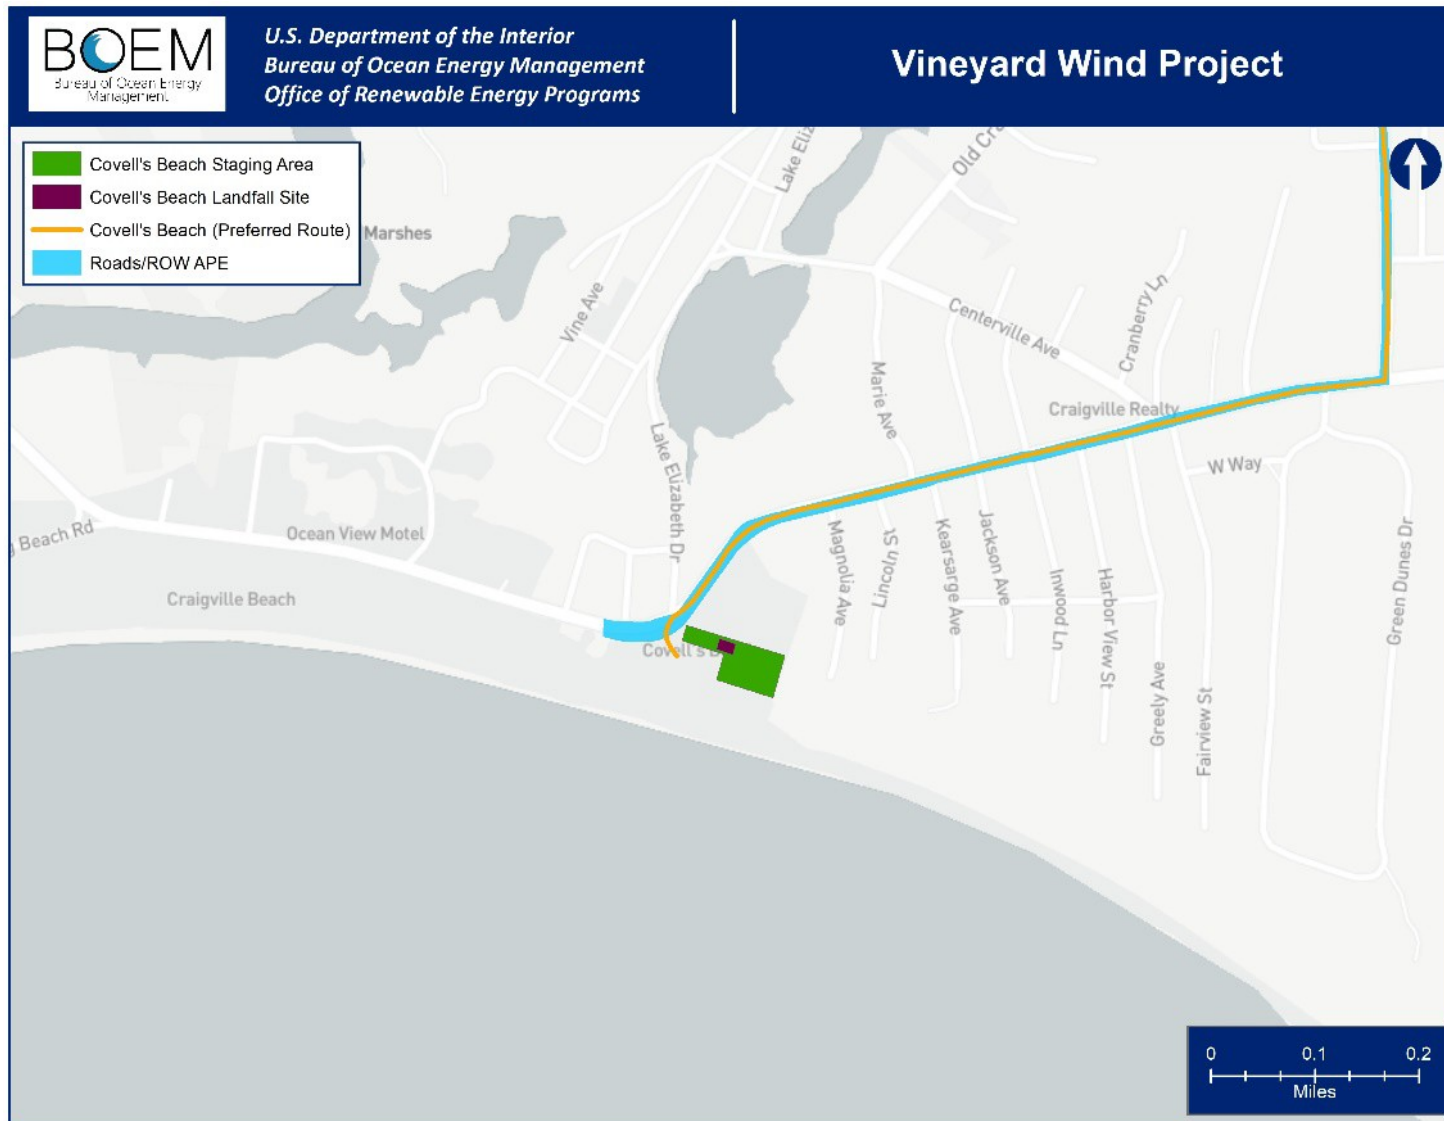 BOEM
Bureau of Ocean Energy
Management
U.S. Department of the Interior
Bureau of Ocean Energy Management
Office of Renewable Energy Programs
Vineyard Wind Project
Covell's Beach Staging Area
Covell's Beach Landfall Site
Covell's Beach (Preferred Route)
Roads/ROW APE
Marshes
Lake Eliz
Old Cra
Vine Ave
Centerville Ave
Cranberry Ln
Marie Ave
Craigville Realty
Lake Elizabeth Dr
W Way
Beach Rd
Ocean View Motel
Craigville Beach
Covell's B
Magnolia Ave
Lincoln St
Kearsarge Ave
Jackson Ave
Inwood Ln
Harbor View St
Greely Ave
Fairview St
Green Dunes Dr
0 0.1 0.2
Miles